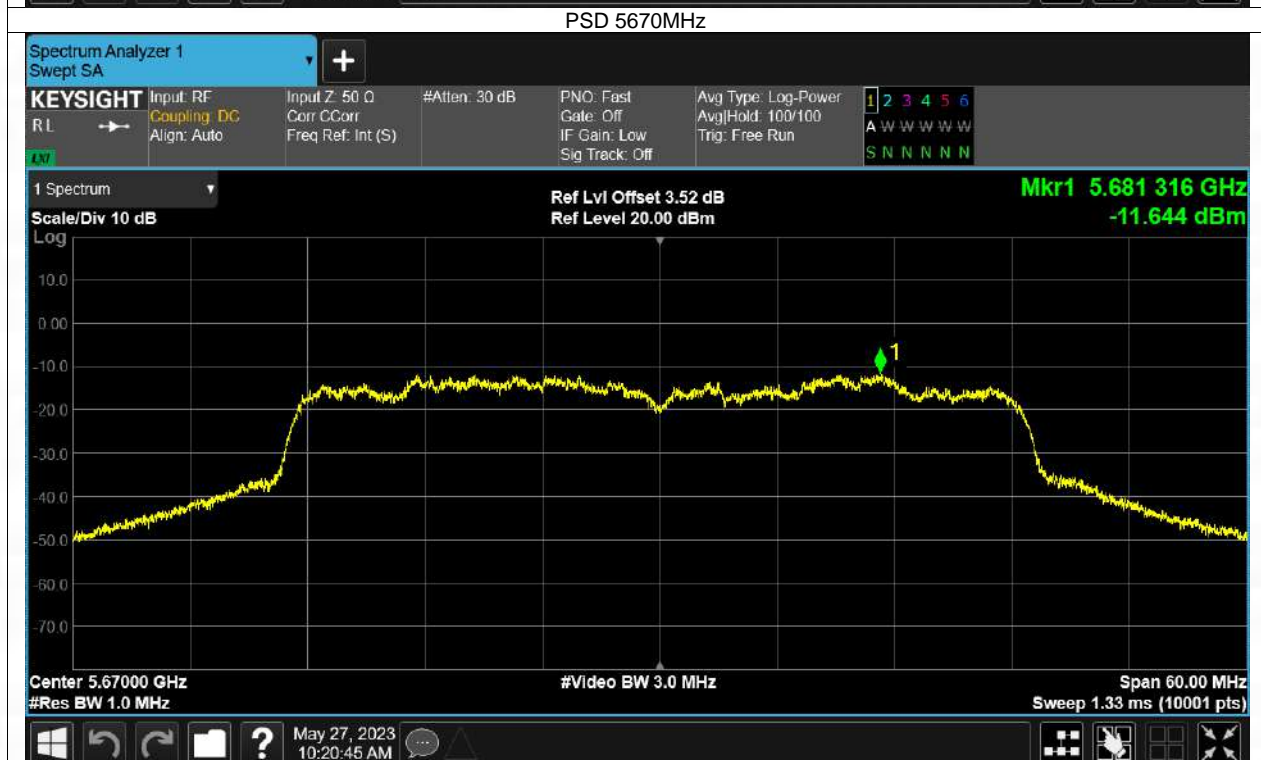 PSD 5670MHz
Spectrum Analyzer 1
Swept SA
KEYSIGHT
RL
LXI
Input: RF
Coupling: DC
Align: Auto
Input Z: 50 Ω
Corr CCorr
Freq Ref: Int (S)
#Atten: 30 dB
PNO: Fast
Gate: Off
IF Gain: Low
Sig Track: Off
Avg Type: Log-Power
Avg|Hold: 100/100
Trig: Free Run
1 2 3 4 5 6
A W W W W W
S N N N N N
1 Spectrum
Scale/Div 10 dB
Log
Ref Lvl Offset 3.52 dB
Ref Level 20.00 dBm
Mkr1 5.681 316 GHz
-11.644 dBm
10.0
0.00
-10.0
-20.0
-30.0
-40.0
-50.0
-60.0
-70.0
1
Center 5.67000 GHz
#Res BW 1.0 MHz
#Video BW 3.0 MHz
Span 60.00 MHz
Sweep 1.33 ms (10001 pts)
?
May 27, 2023
10:20:45 AM